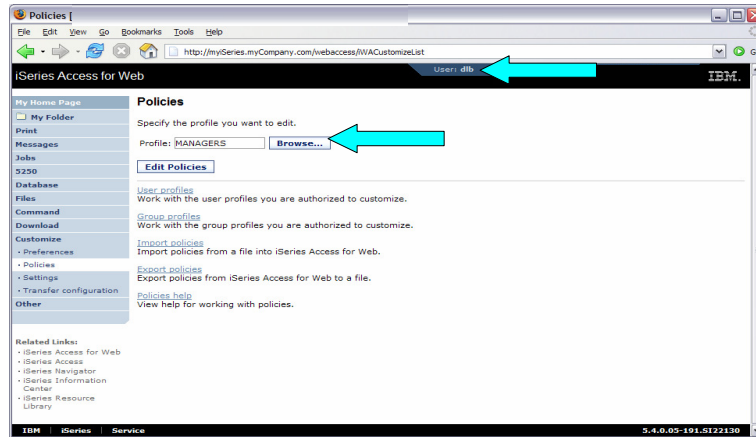 Policies [
File Edit View Go Bookmarks Tools Help
http://myiSeries.myCompany.com/webaccess/iWACustomizeList
G
iSeries Access for Web
User: dlb
IBM.
My Home Page
My Folder
Print
Messages
Jobs
5250
Database
Files
Command
Download
Customize
• Preferences
• Policies
• Settings
• Transfer configuration
Other
Related Links:
• iSeries Access for Web
• iSeries Access
• iSeries Navigator
• iSeries Information
Center
• iSeries Resource
Library
Policies
Specify the profile you want to edit.
Profile: MANAGERS Browse...
Edit Policies
User profiles
Work with the user profiles you are authorized to customize.
Group profiles
Work with the group profiles you are authorized to customize.
Import policies
Import policies from a file into iSeries Access for Web.
Export policies
Export policies from iSeries Access for Web to a file.
Policies help
View help for working with policies.
IBM | iSeries | Service
5.4.0.05-191.SI22130